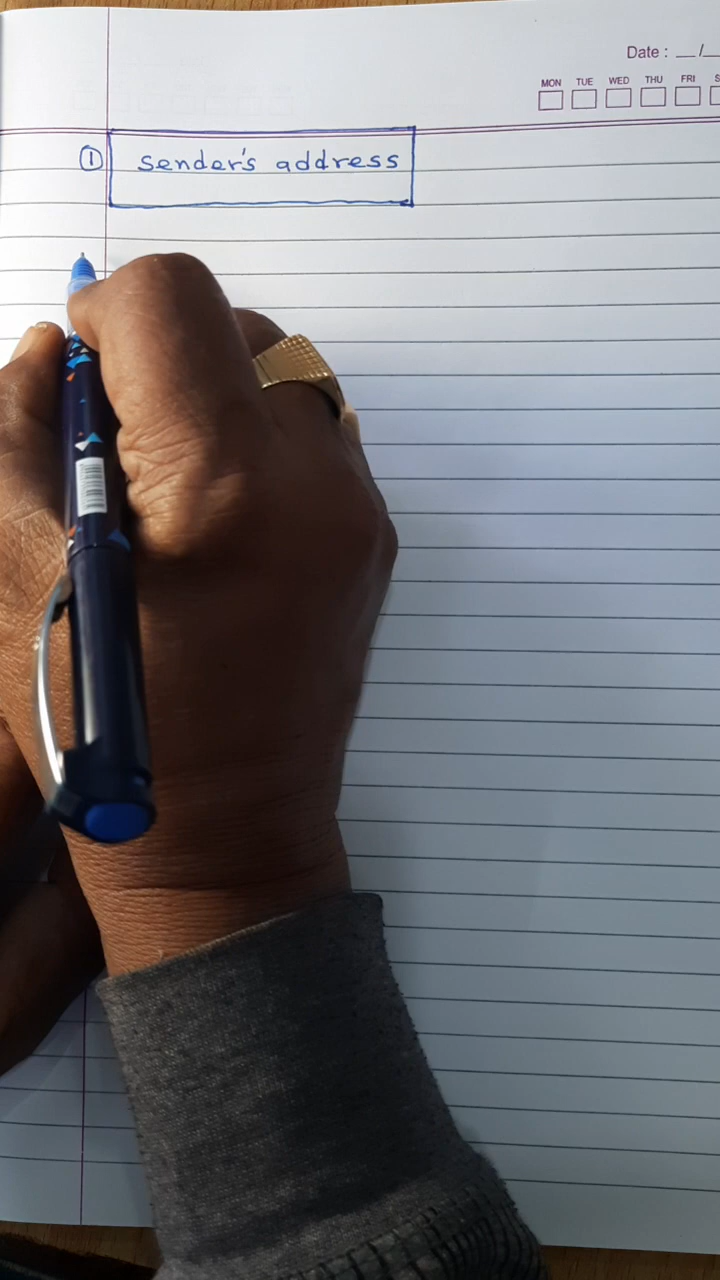 Date : __/__
MON TUE WED THU FRI S
① Sender's address